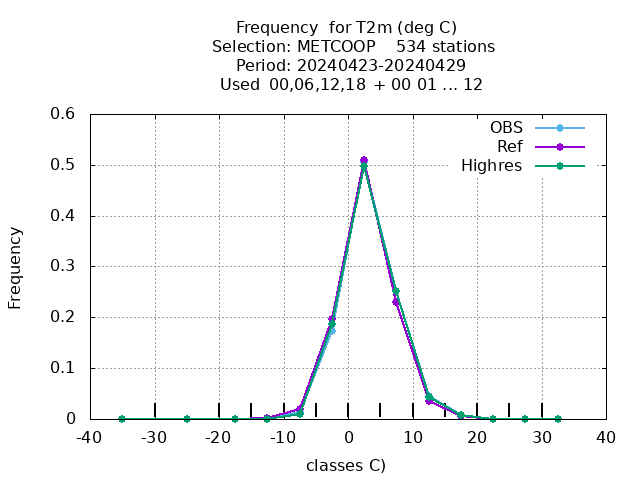 Frequency  for T2m (deg C)
Selection: METCOOP    534 stations
Period: 20240423-20240429
Used  00,06,12,18  + 00 01 ... 12
OBS
Ref
Highres
Frequency
0.6
0.5
0.4
0.3
0.2
0.1
0
-40 -30 -20 -10 0 10 20 30 40
classes C)